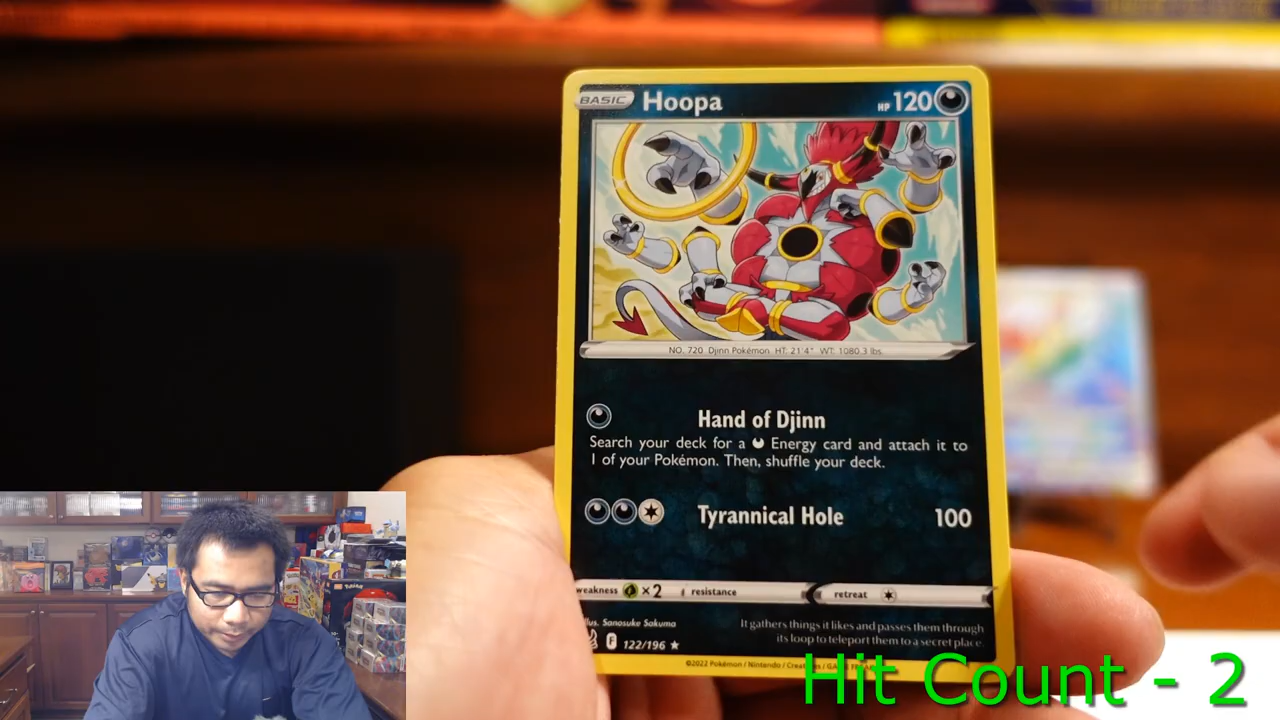 BASIC Hoopa HP 120
NO. 720 Djinn Pokémon HT: 21'4" WT: 1080.3 lbs.
Hand of Djinn
Search your deck for a Energy card and attach it to
1 of your Pokémon. Then, shuffle your deck.
Tyrannical Hole 100
weakness ×2 resistance retreat
Illus. Sanosuke Sakuma
F 122/196 ★
It gathers things it likes and passes them through
its loop to teleport them to a secret place.
©2022 Pokémon / Nintendo / Creatures / GAME FREAK
Hit Count - 2